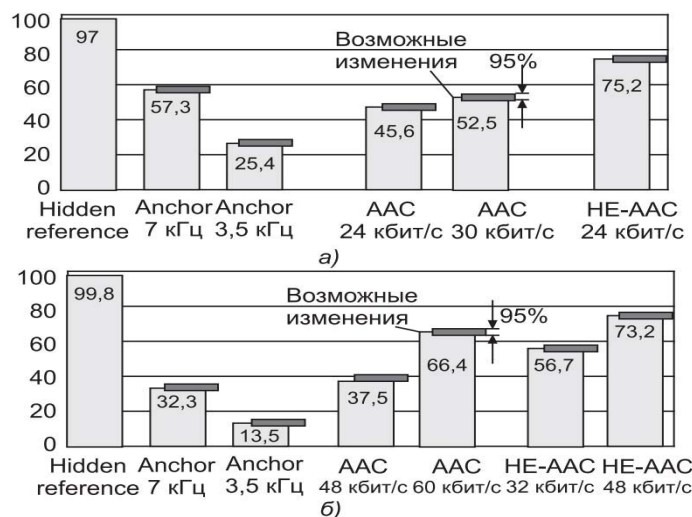 100
80
60
40
20
0
97
57,3
25,4
45,6
52,5
75,2
Возможные
изменения
95%
Hidden
reference
Anchor
7 кГц
Anchor
3,5 кГц
AAC
24 кбит/с
AAC
30 кбит/с
HE-AAC
24 кбит/с
а)
100
80
60
40
20
0
99,8
32,3
13,5
37,5
66,4
56,7
73,2
Возможные
изменения
95%
Hidden
reference
Anchor
7 кГц
Anchor
3,5 кГц
AAC
48 кбит/с
AAC
60 кбит/с
HE-AAC
32 кбит/с
HE-AAC
48 кбит/с
б)